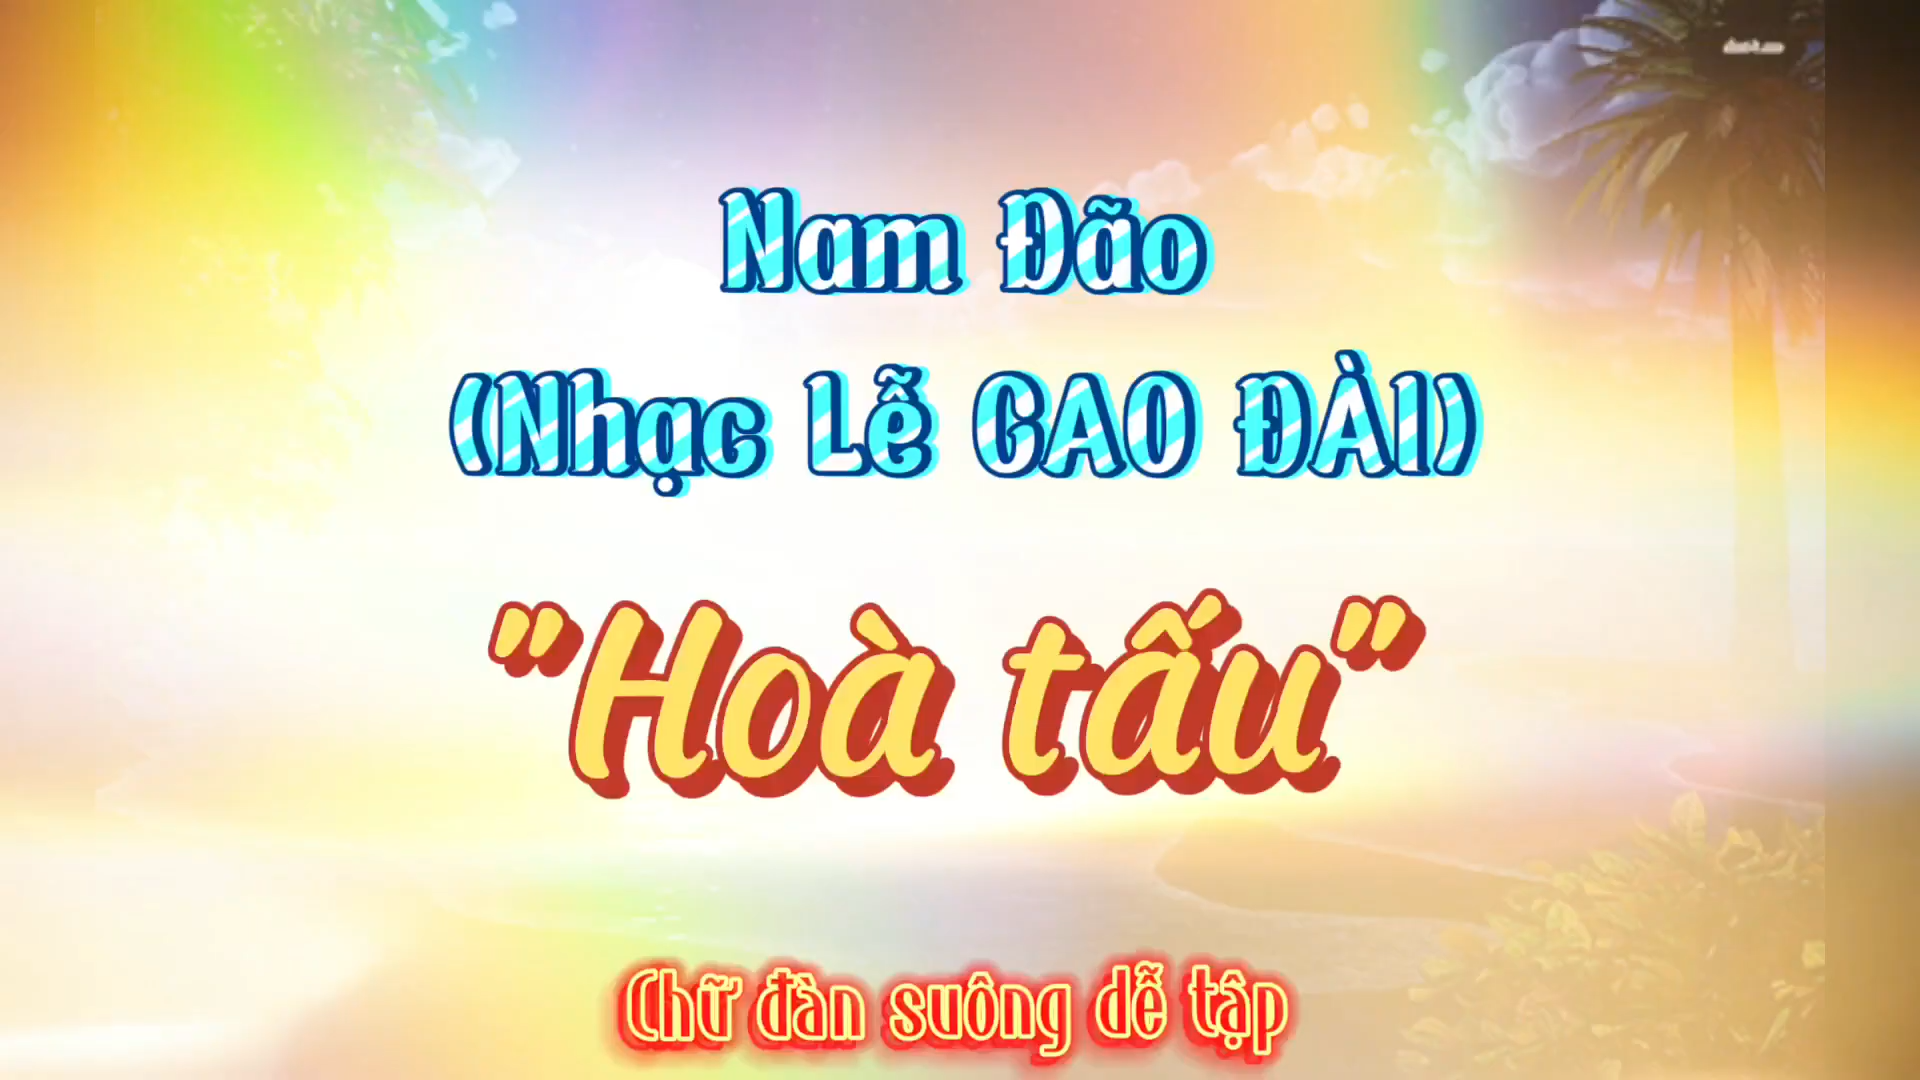 Nam Đão
(Nhạc Lễ CAO ĐÀI)
"Hoà tấu"
Chữ đàn suông dễ tập